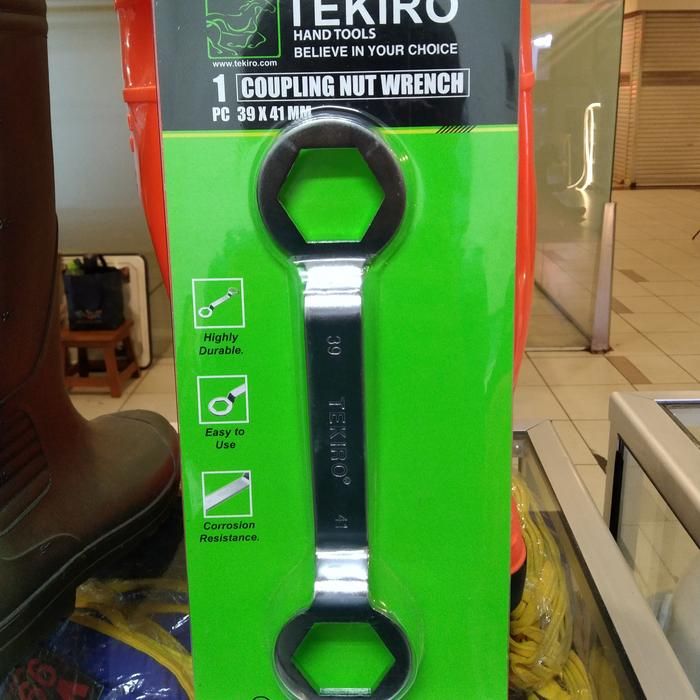 TEKIRO
HAND TOOLS
BELIEVE IN YOUR CHOICE
www.tekiro.com
1 COUPLING NUT WRENCH
PC 39 X 41 MM
39
TEKIRO®
41
Highly
Durable.
Easy to
Use
Corrosion
Resistance.